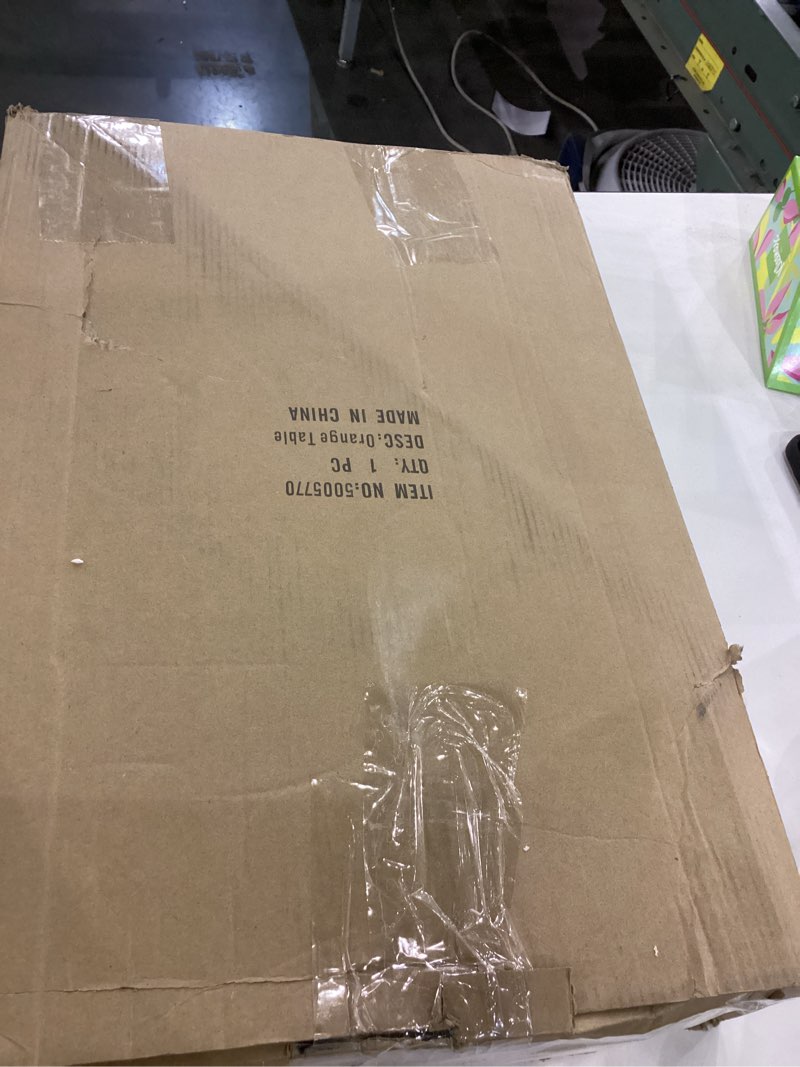 ITEM NO:5005770
QTY: 1 PC
DESC:Orange Table
MADE IN CHINA